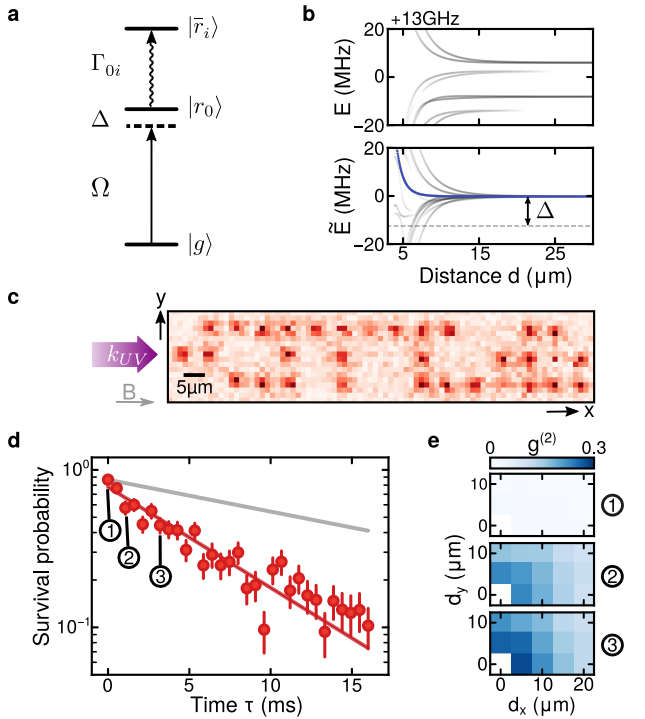 a
|r̄ᵢ⟩
Γ₀ᵢ
|r₀⟩
Δ
Ω
|g⟩
b
+13GHz
20
0
−20
E (MHz)
20
0
−20
Ẽ (MHz)
Δ
5
15
25
Distance d (μm)
c
y
k_UV
B
5μm
x
d
10⁰
10⁻¹
Survival probability
1
2
3
0
5
10
15
Time τ (ms)
e
g⁽²⁾
0
0.3
10
0
1
10
0
2
10
0
3
d_y (μm)
0
10
20
d_x (μm)